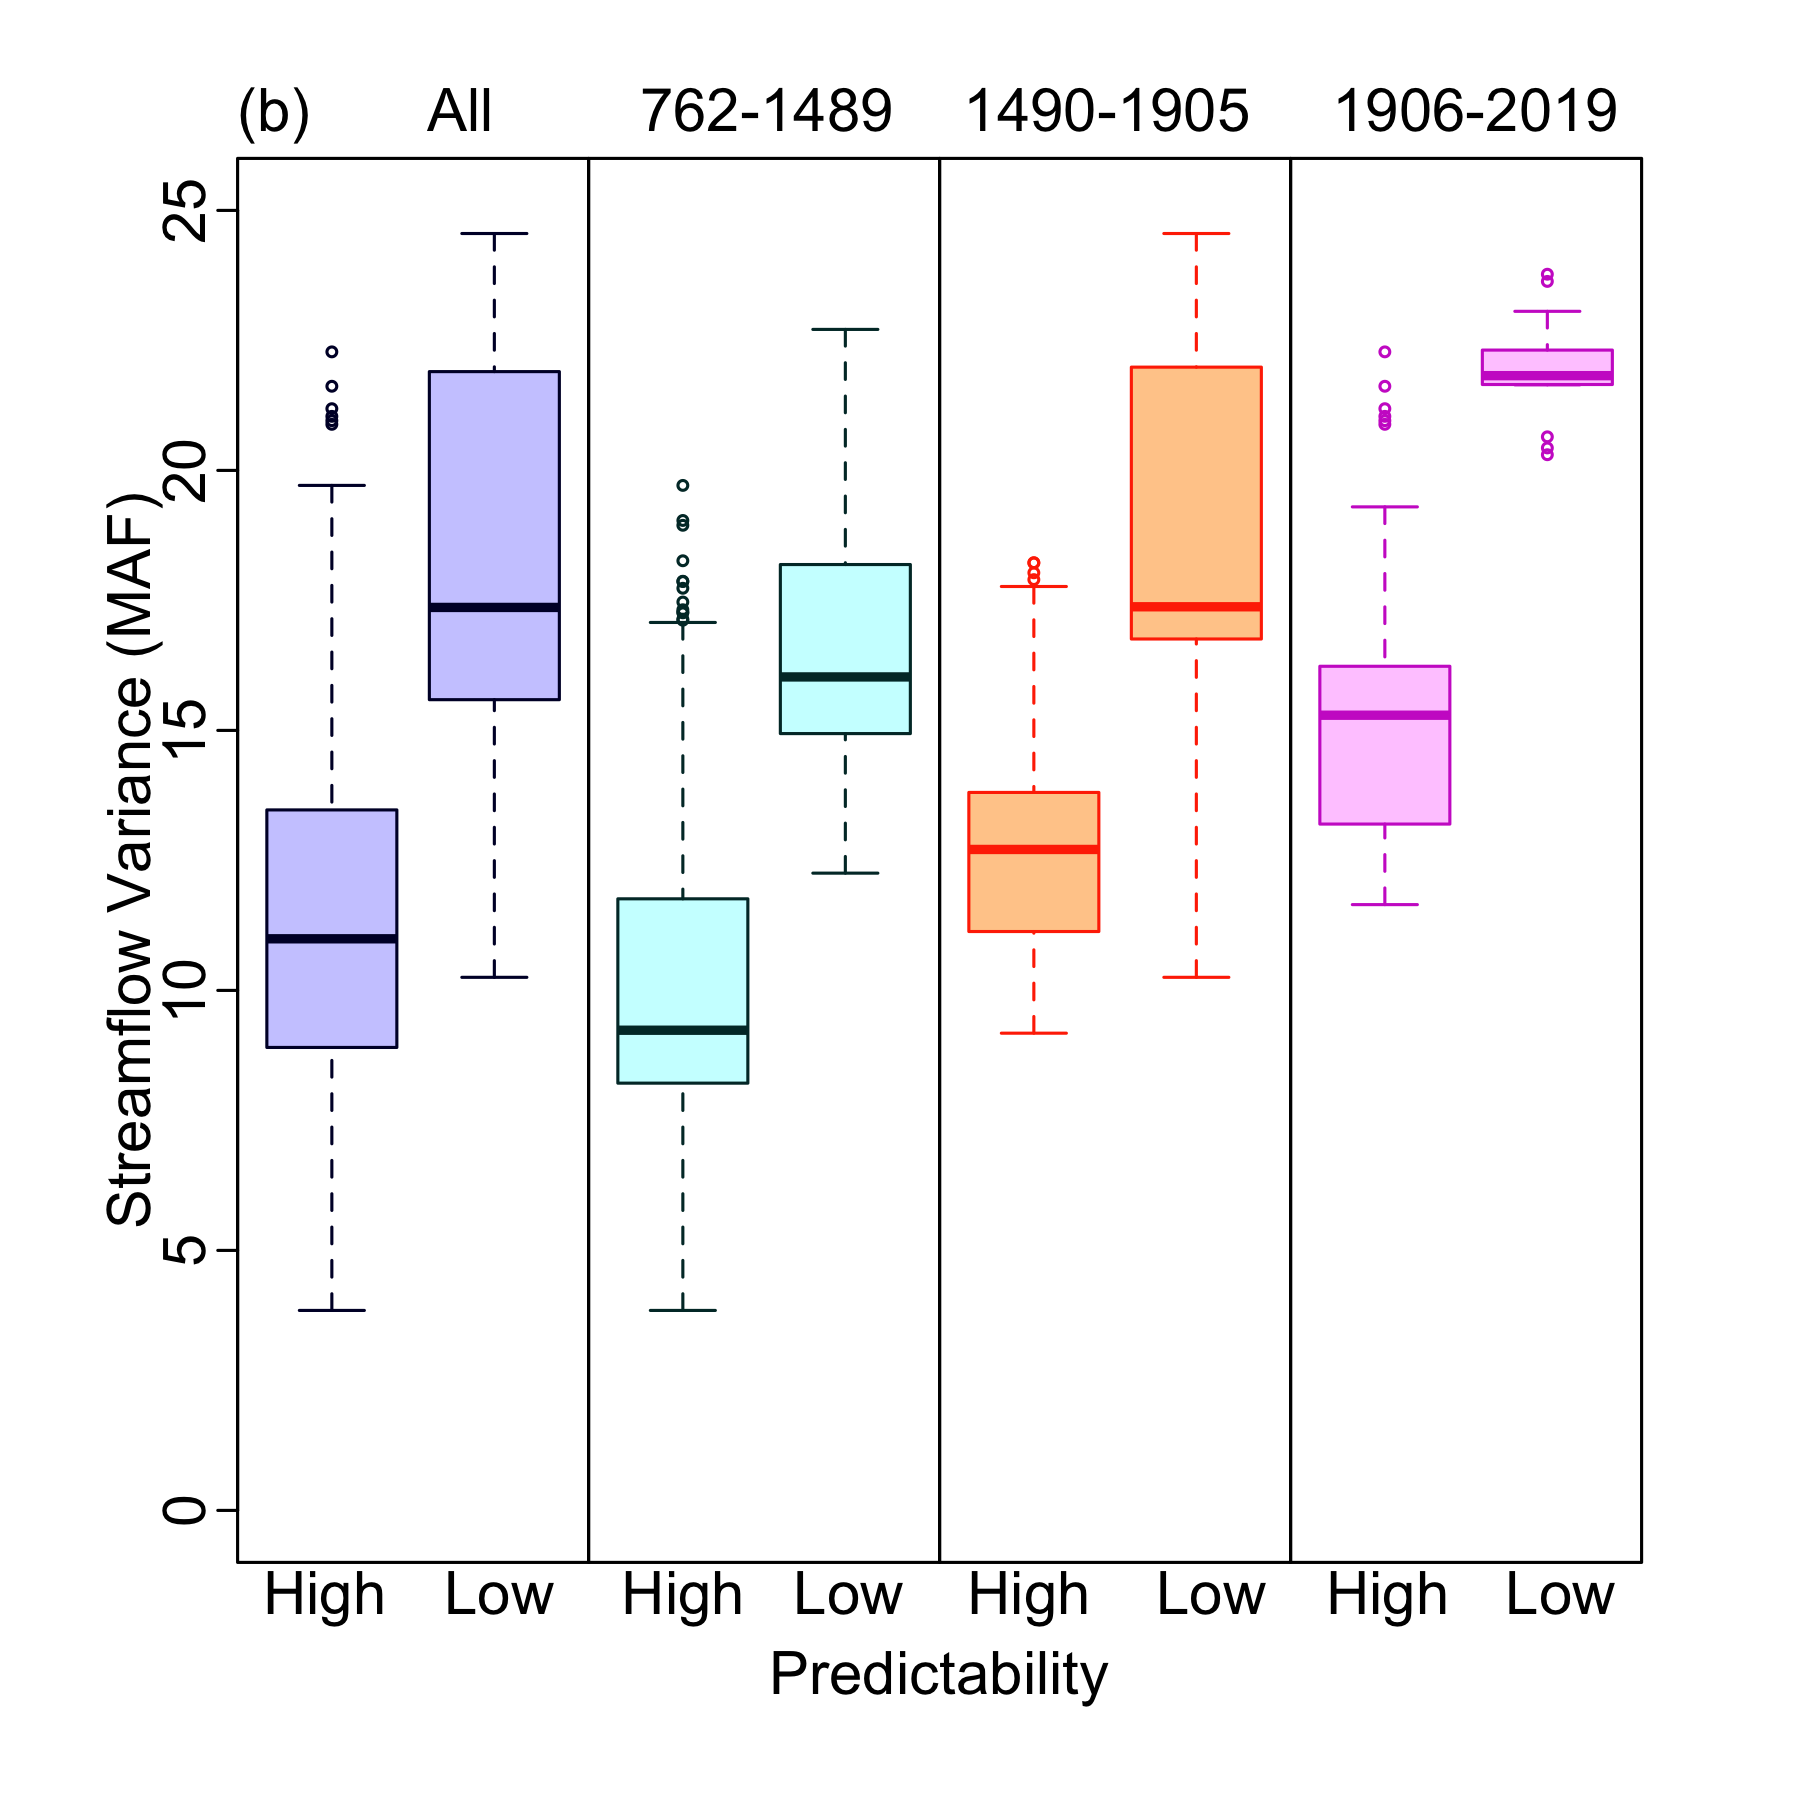 (b) All 762-1489 1490-1905 1906-2019
Streamflow Variance (MAF)
25
20
15
10
5
0
High Low High Low High Low High Low
Predictability